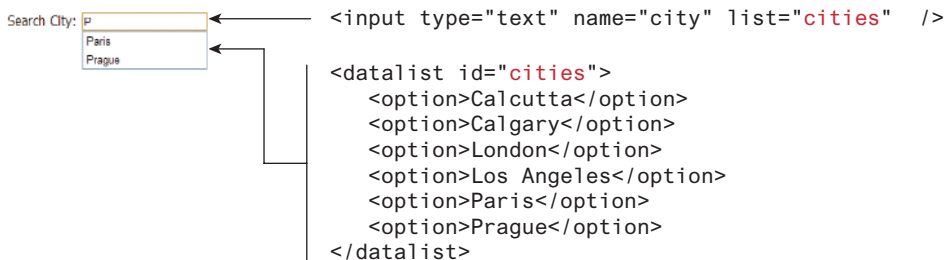 Search City: P
Paris
Prague
<input type="text" name="city" list="cities" />
<datalist id="cities">
<option>Calcutta</option>
<option>Calgary</option>
<option>London</option>
<option>Los Angeles</option>
<option>Paris</option>
<option>Prague</option>
</datalist>